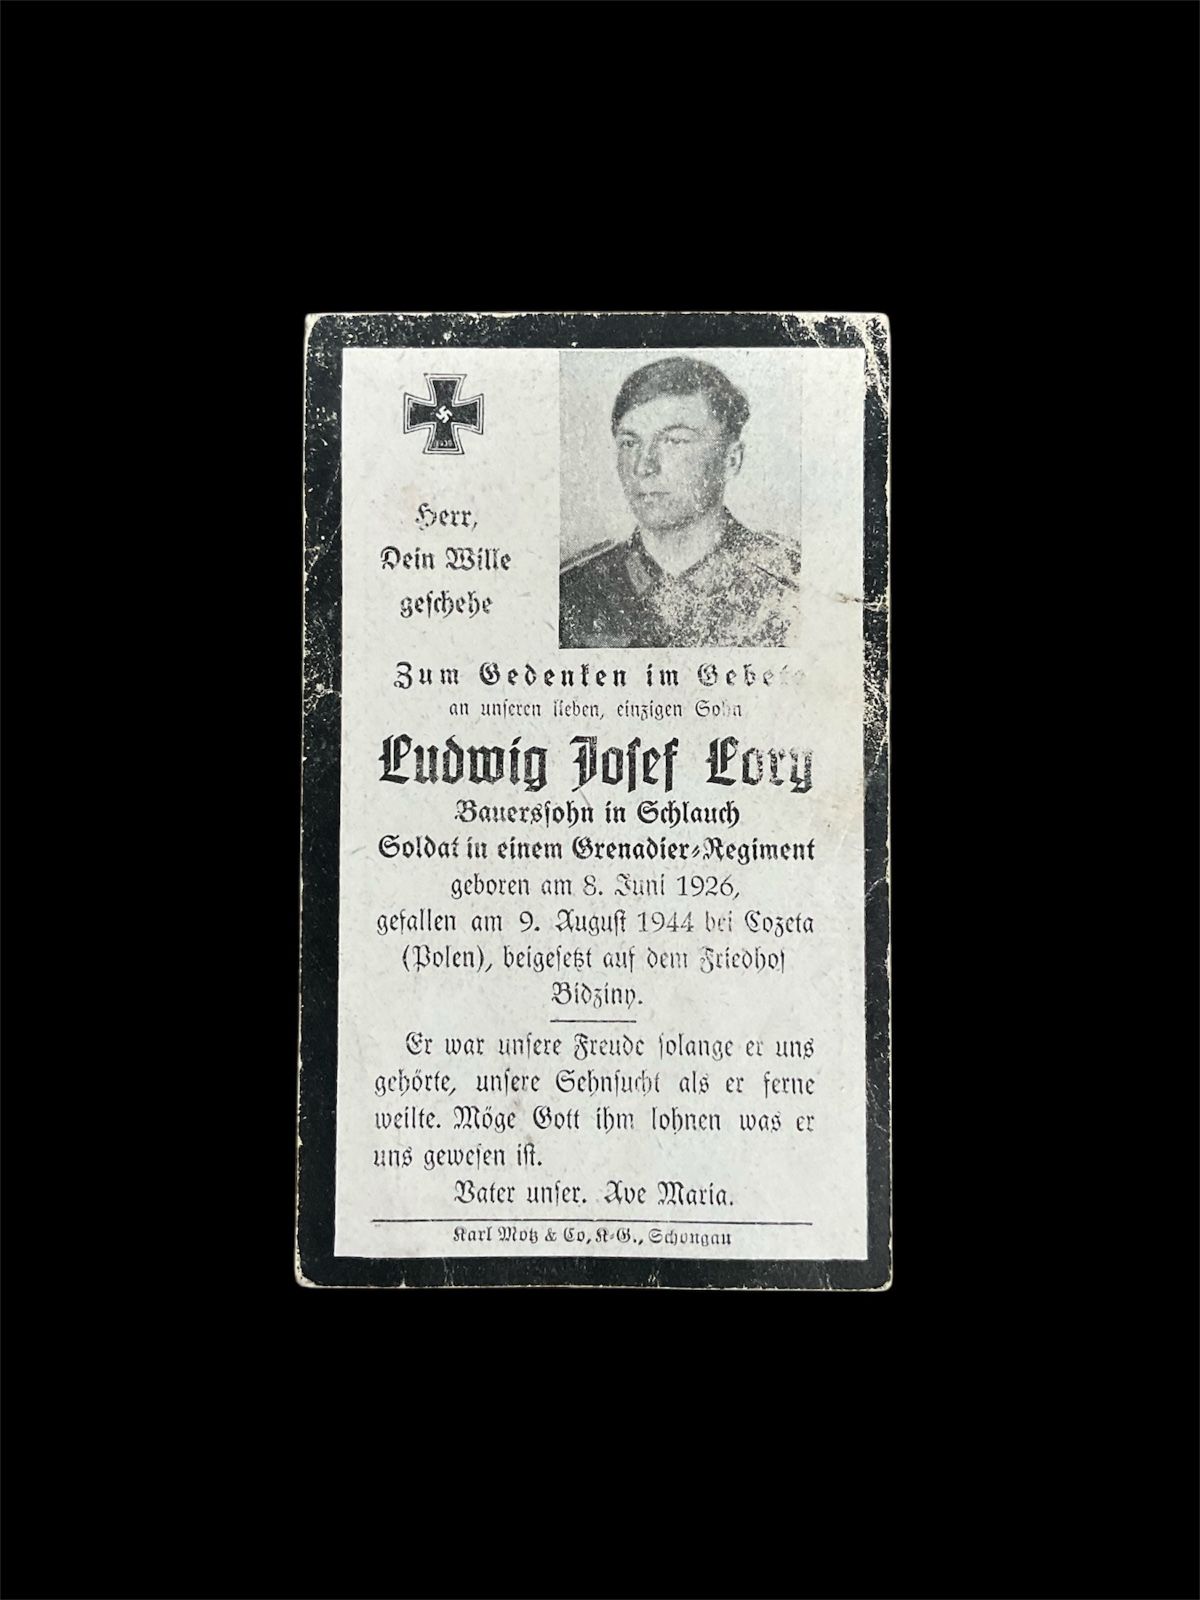 Herr,
Dein Wille
geschehe
Zum Gedenken im Gebete
an unseren lieben, einzigen Sohn
Ludwig Josef Lory
Bauerssohn in Schlauch
Soldat in einem Grenadier-Regiment
geboren am 8. Juni 1926,
gefallen am 9. August 1944 bei Cozeta
(Polen), beigesetzt auf dem Friedhof
Bidziny.
Er war unsere Freude solange er uns
gehörte, unsere Sehnsucht als er ferne
weilte. Möge Gott ihm lohnen was er
uns gewesen ist.
Vater unser. Ave Maria.
Karl Motz & Co, K-G., Schongau